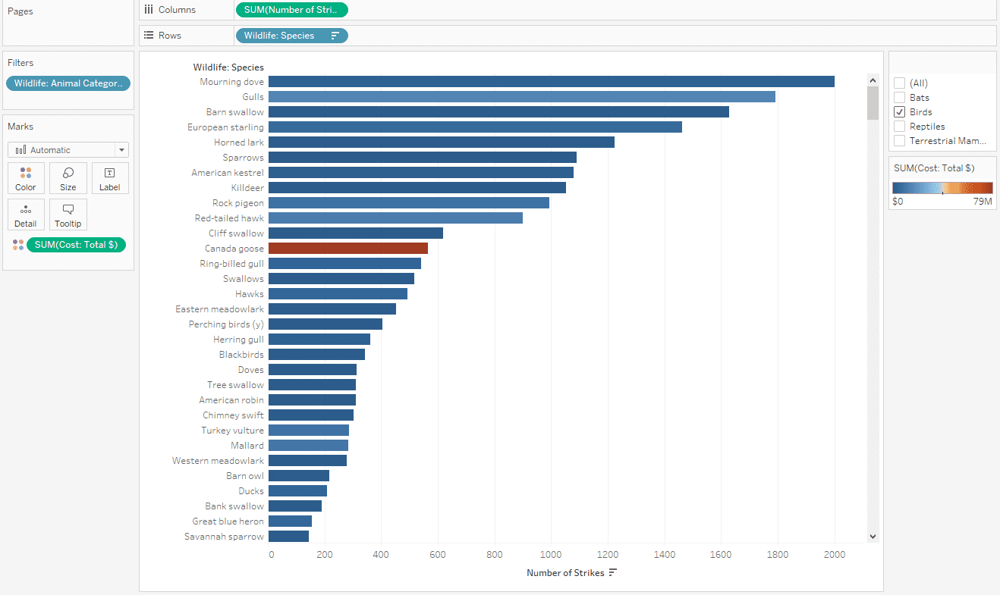 Pages
Columns
SUM(Number of Stri..
Rows
Wildlife: Species
Filters
Wildlife: Animal Categor..
Marks
Automatic
Color
Size
Label
Detail
Tooltip
SUM(Cost: Total $)
Wildlife: Species
Mourning dove
Gulls
Barn swallow
European starling
Horned lark
Sparrows
American kestrel
Killdeer
Rock pigeon
Red-tailed hawk
Cliff swallow
Canada goose
Ring-billed gull
Swallows
Hawks
Eastern meadowlark
Perching birds (y)
Herring gull
Blackbirds
Doves
Tree swallow
American robin
Chimney swift
Turkey vulture
Mallard
Western meadowlark
Barn owl
Ducks
Bank swallow
Great blue heron
Savannah sparrow
0 200 400 600 800 1000 1200 1400 1600 1800 2000
Number of Strikes
(All)
Bats
Birds
Reptiles
Terrestrial Mam...
SUM(Cost: Total $)
$0 79M